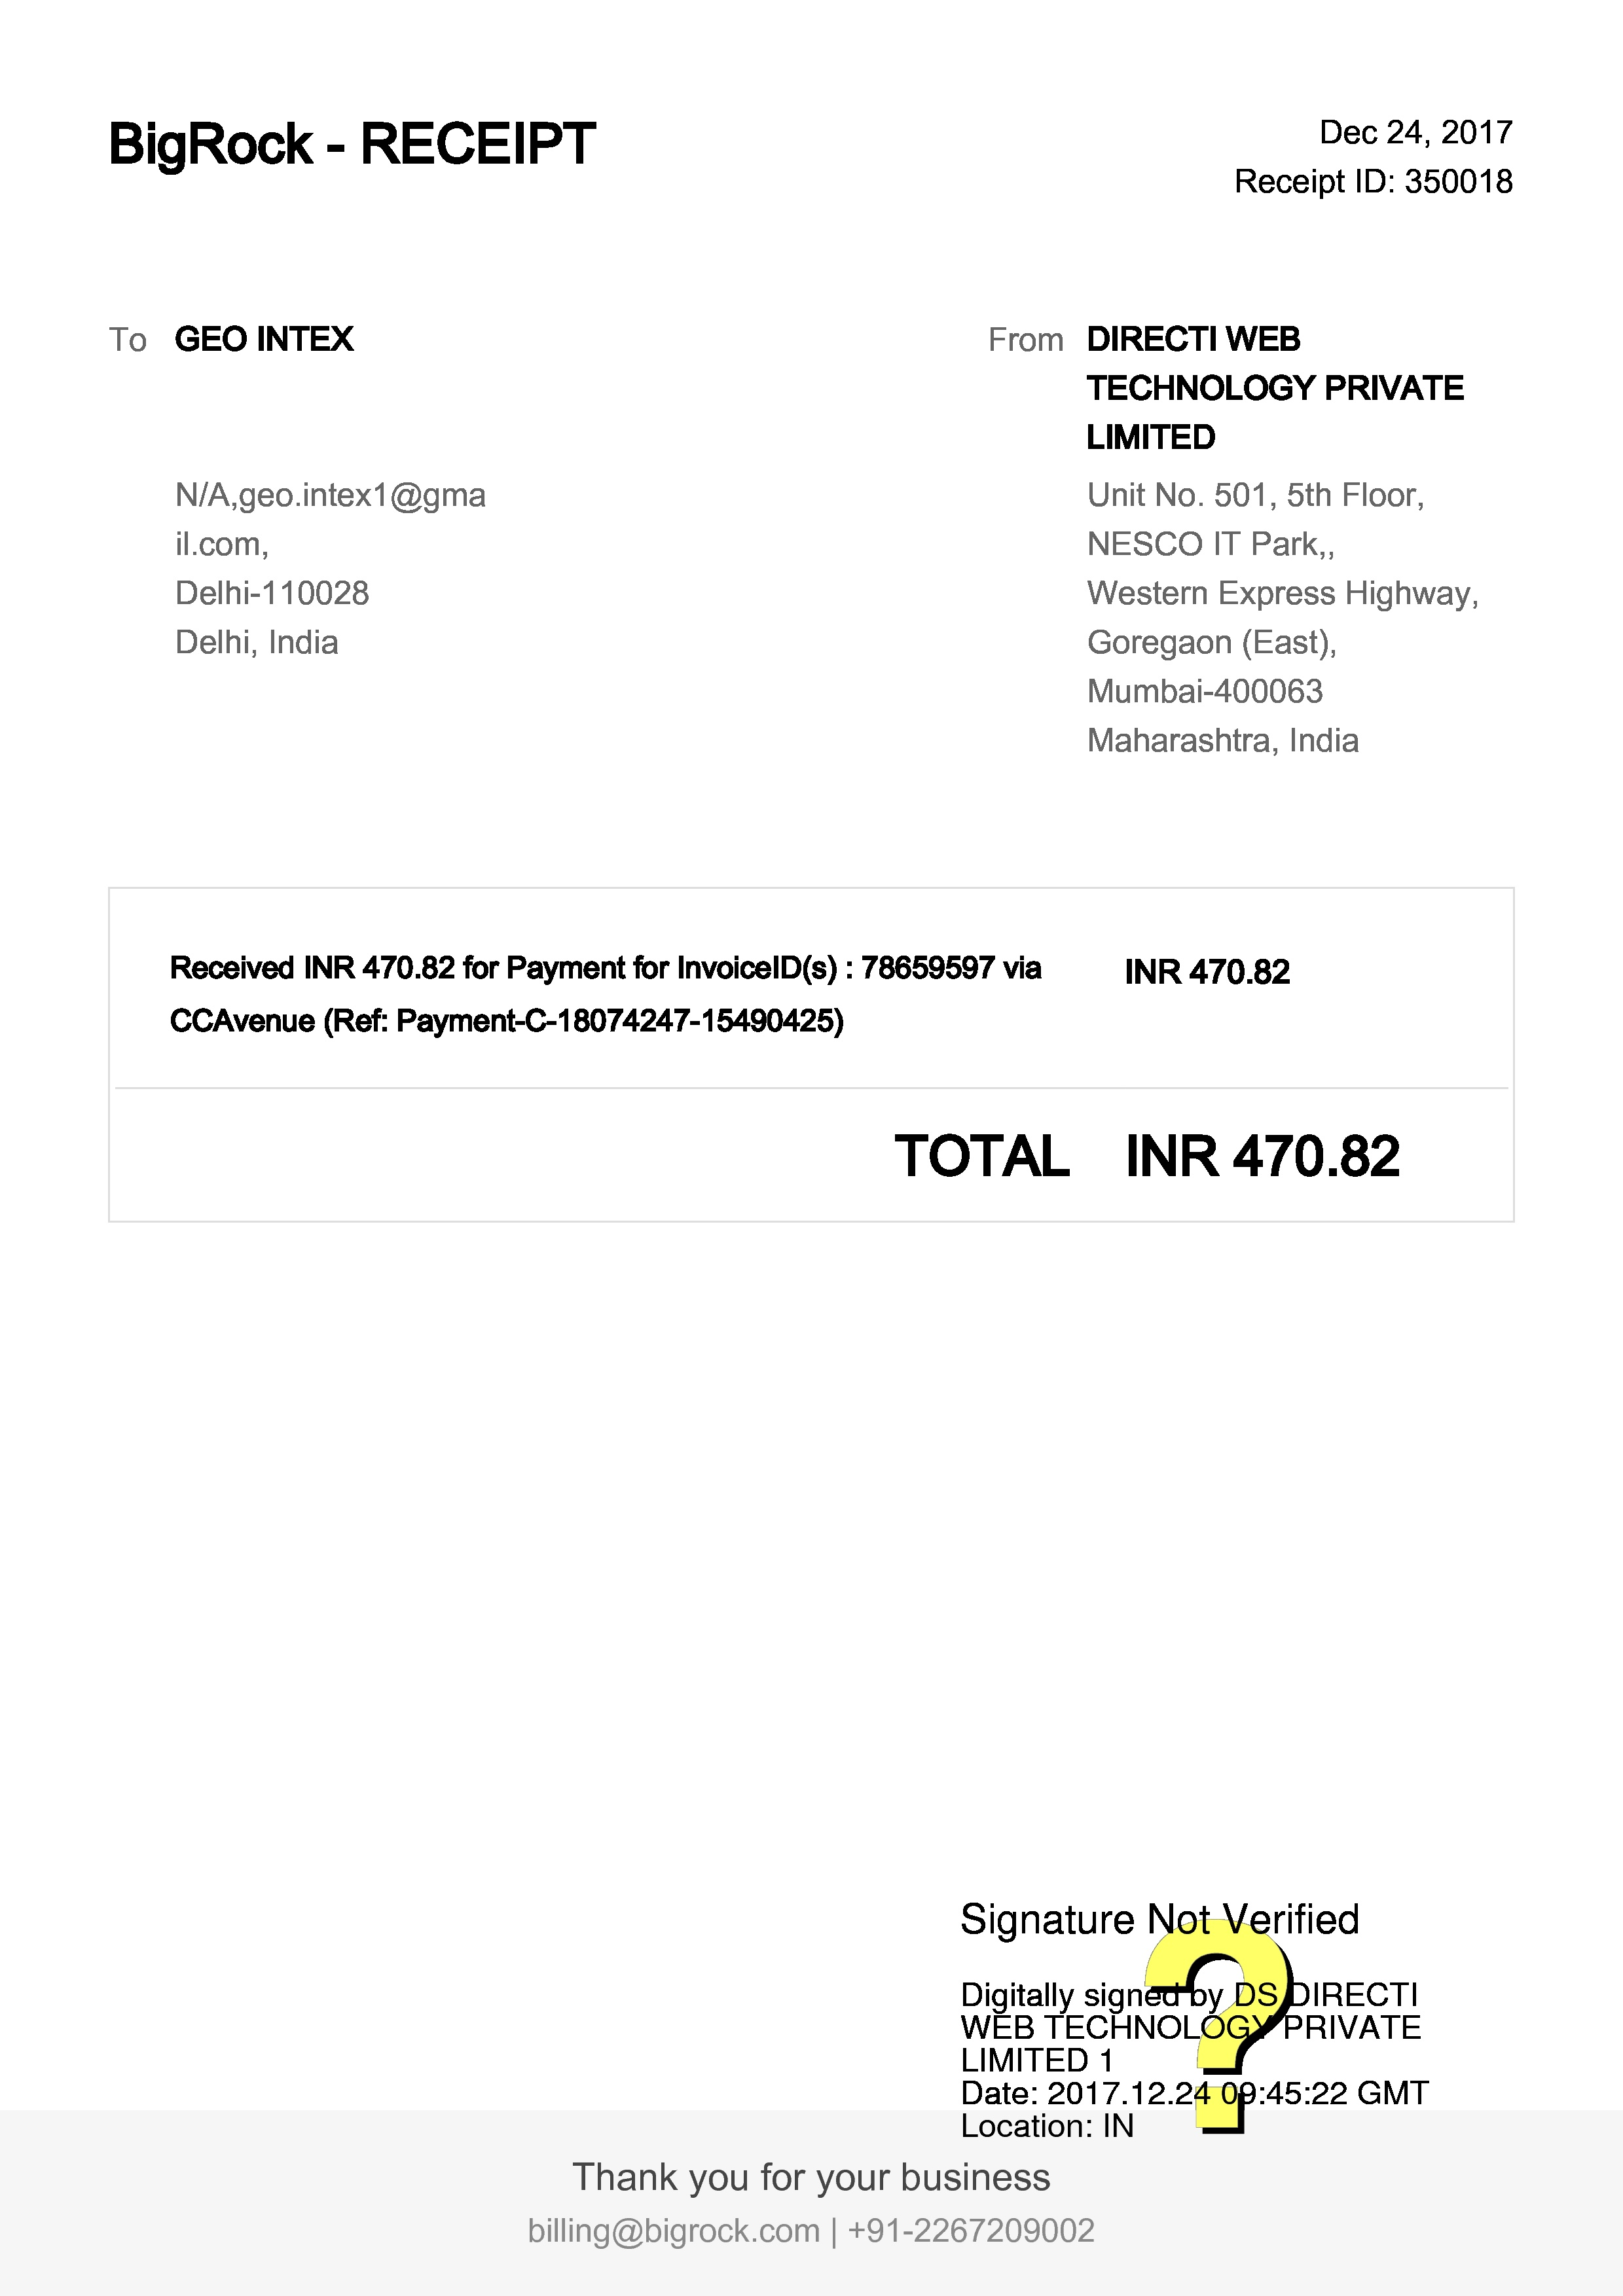 BigRock - RECEIPT
Dec 24, 2017
Receipt ID: 350018
To GEO INTEX
N/A,geo.intex1@gma
il.com,
Delhi-110028
Delhi, India
From DIRECTI WEB
TECHNOLOGY PRIVATE
LIMITED
Unit No. 501, 5th Floor,
NESCO IT Park,,
Western Express Highway,
Goregaon (East),
Mumbai-400063
Maharashtra, India
Received INR 470.82 for Payment for InvoiceID(s) : 78659597 via
CCAvenue (Ref: Payment-C-18074247-15490425)
INR 470.82
TOTAL INR 470.82
Signature Not Verified
Digitally signed by DS DIRECTI
WEB TECHNOLOGY PRIVATE
LIMITED 1
Date: 2017.12.24 09:45:22 GMT
Location: IN
?
Thank you for your business
billing@bigrock.com | +91-2267209002